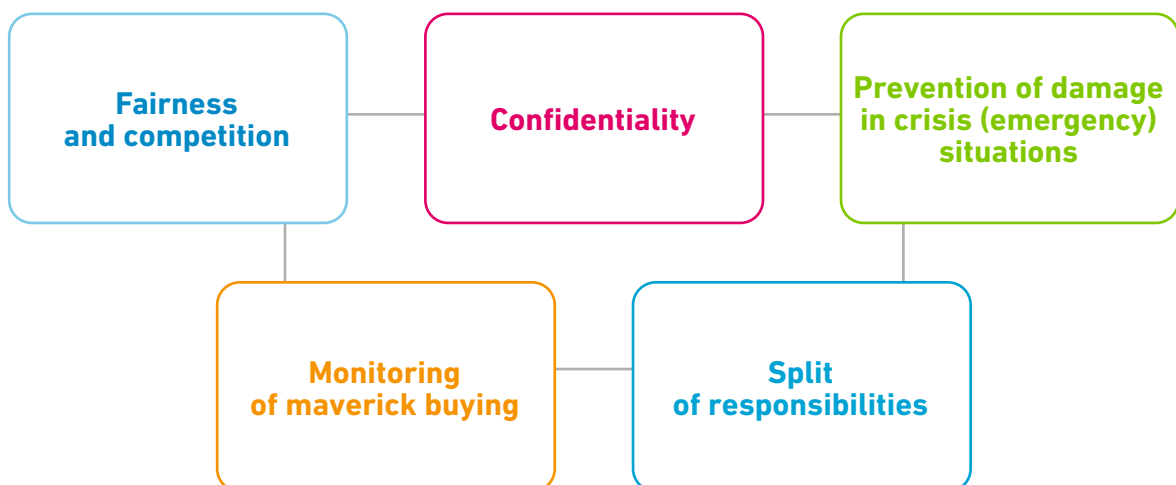 Fairness
and competition
Confidentiality
Prevention of damage
in crisis (emergency)
situations
Monitoring
of maverick buying
Split
of responsibilities